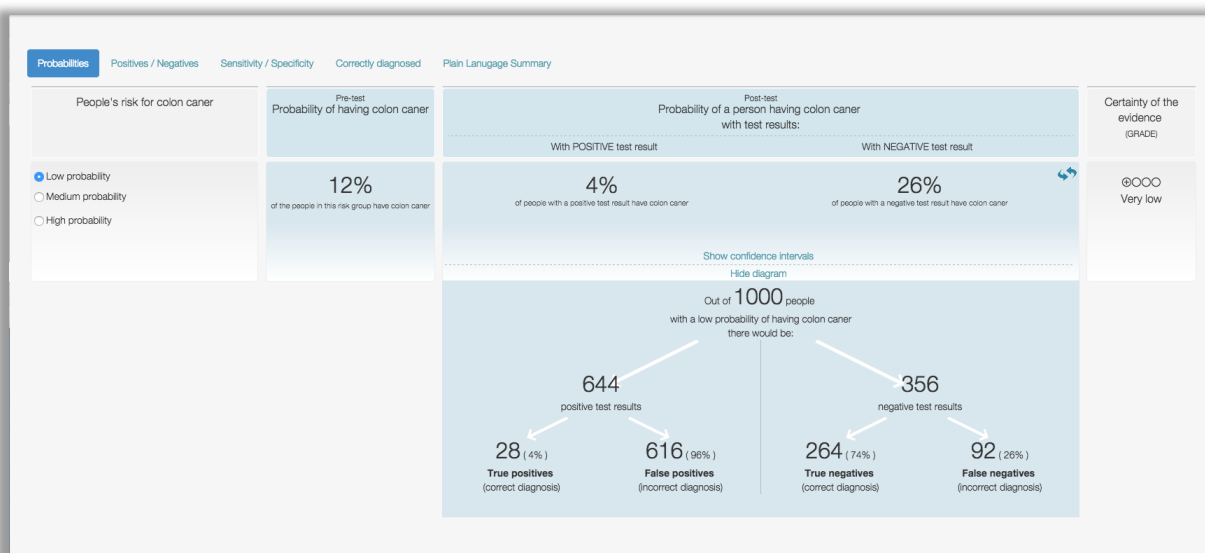 Probabilities
Positives / Negatives
Sensitivity / Specificity
Correctly diagnosed
Plain Lanugage Summary
People's risk for colon caner
Pre-test
Probability of having colon caner
Post-test
Probability of a person having colon caner
with test results:
With POSITIVE test result
With NEGATIVE test result
Certainty of the
evidence
(GRADE)
Low probability
Medium probability
High probability
12%
of the people in this risk group have colon caner
4%
of people with a positive test result have colon caner
26%
of people with a negative test result have colon caner
⊕○○○
Very low
Show confidence intervals
Hide diagram
Out of 1000 people
with a low probability of having colon caner
there would be:
644
positive test results
356
negative test results
28 ( 4% )
True positives
(correct diagnosis)
616 ( 96% )
False positives
(incorrect diagnosis)
264 ( 74% )
True negatives
(correct diagnosis)
92 ( 26% )
False negatives
(incorrect diagnosis)